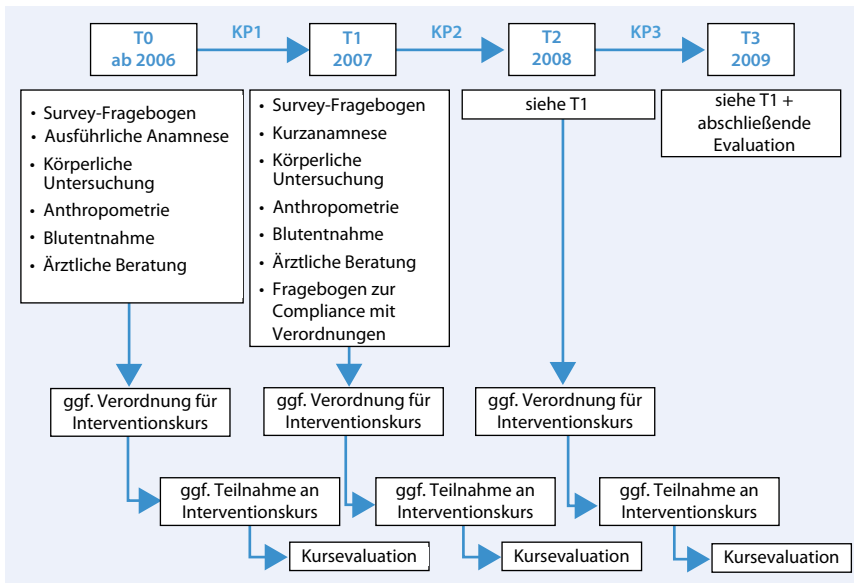 T0
ab 2006
KP1
T1
2007
KP2
T2
2008
KP3
T3
2009
• Survey-Fragebogen
• Ausführliche Anamnese
• Körperliche
Untersuchung
• Anthropometrie
• Blutentnahme
• Ärztliche Beratung
• Survey-Fragebogen
• Kurzanamnese
• Körperliche
Untersuchung
• Anthropometrie
• Blutentnahme
• Ärztliche Beratung
• Fragebogen zur
Compliance mit
Verordnungen
siehe T1
siehe T1 +
abschließende
Evaluation
ggf. Verordnung für
Interventionskurs
ggf. Verordnung für
Interventionskurs
ggf. Verordnung für
Interventionskurs
ggf. Teilnahme an
Interventionskurs
ggf. Teilnahme an
Interventionskurs
ggf. Teilnahme an
Interventionskurs
Kursevaluation
Kursevaluation
Kursevaluation